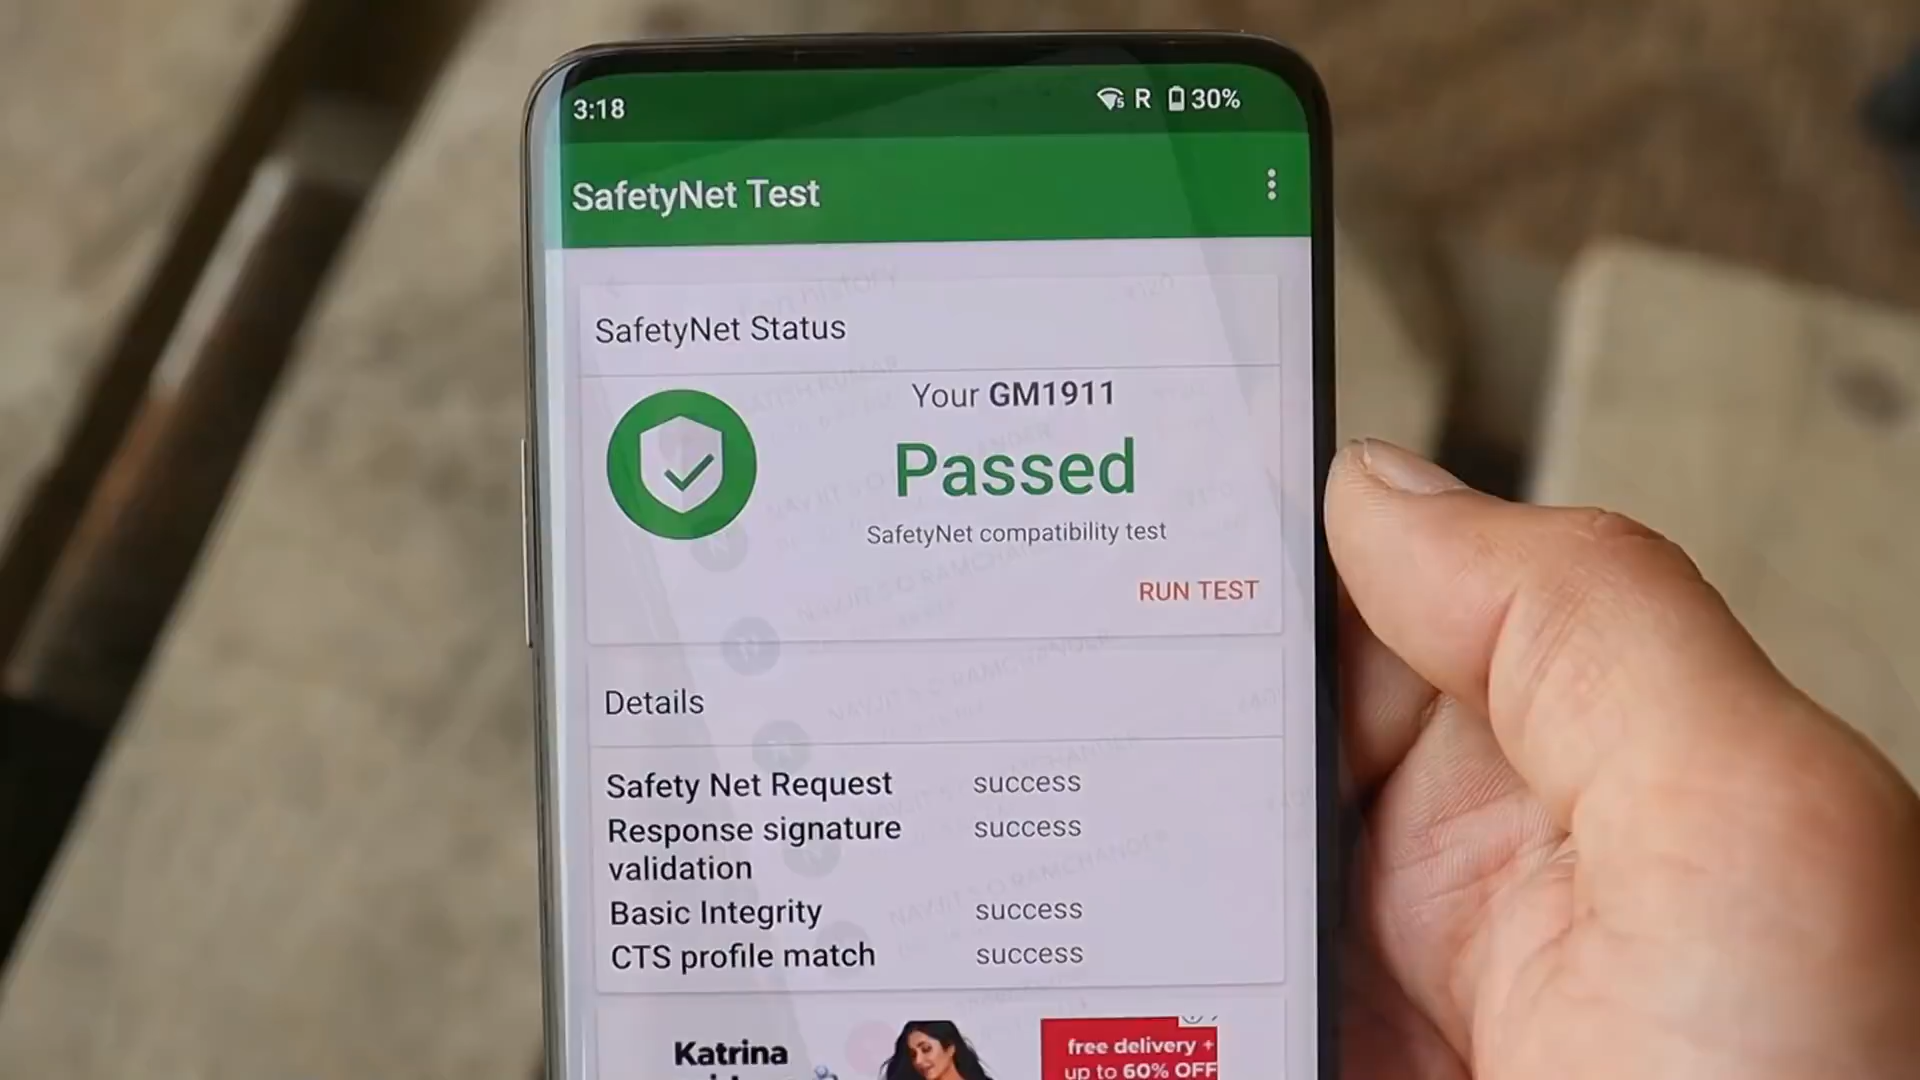 3:18
R 30%
SafetyNet Test
SafetyNet Status
Your GM1911
Passed
SafetyNet compatibility test
RUN TEST
Details
Safety Net Request success
Response signature success
validation
Basic Integrity success
CTS profile match success
Katrina
free delivery +
up to 60% OFF